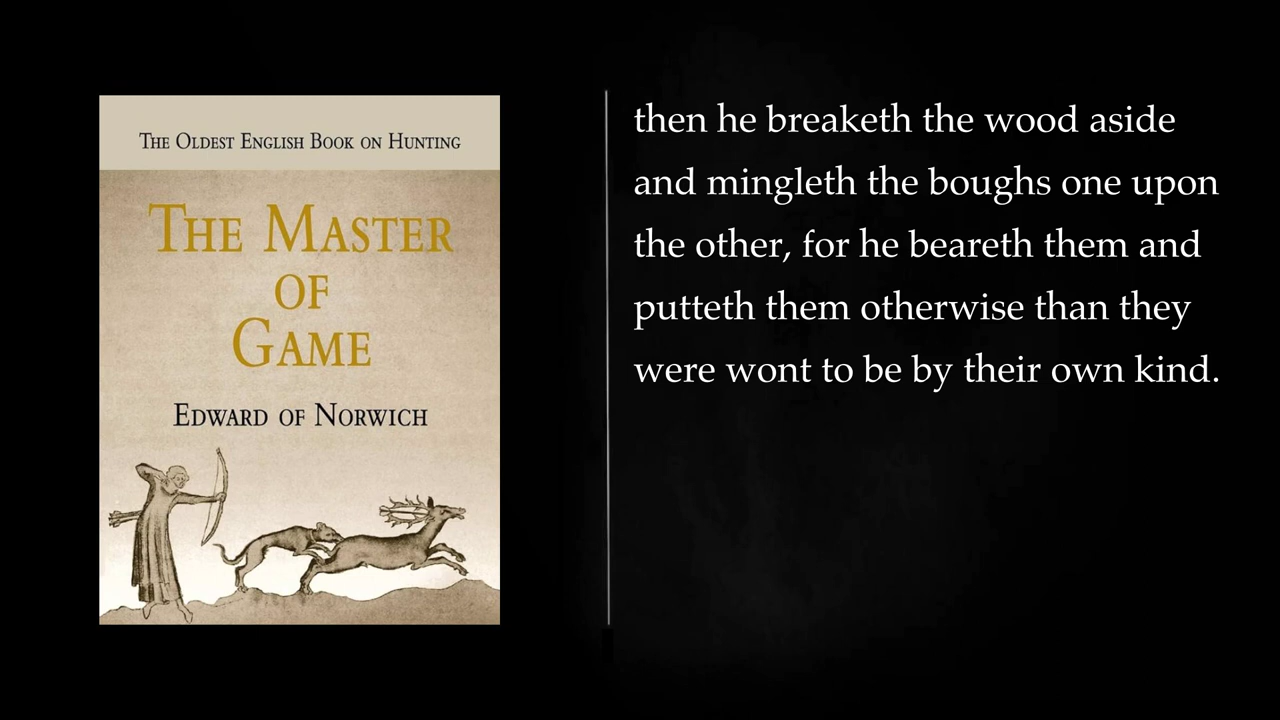 The Oldest English Book on Hunting
The Master
of
Game
Edward of Norwich
then he breaketh the wood aside
and mingleth the boughs one upon
the other, for he beareth them and
putteth them otherwise than they
were wont to be by their own kind.